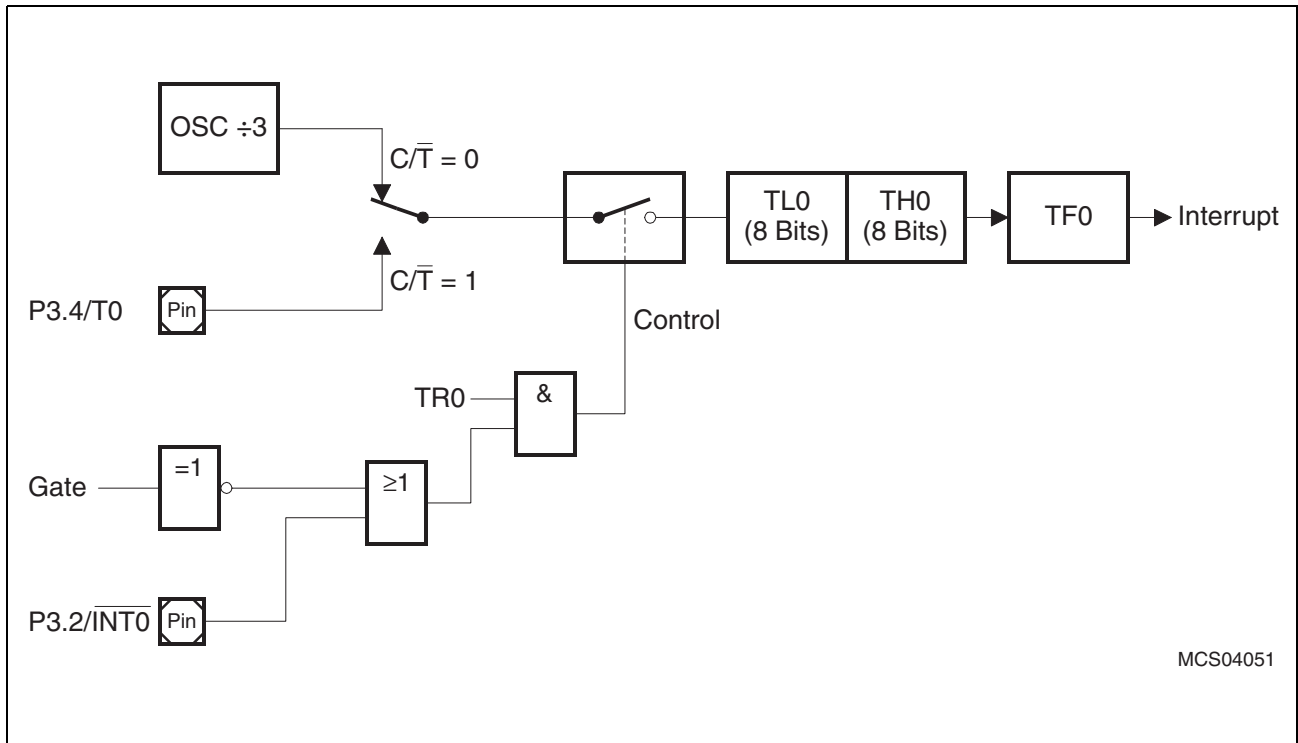 OSC ÷3
C/T̅ = 0
TL0
(8 Bits)
TH0
(8 Bits)
TF0
Interrupt
C/T̅ = 1
P3.4/T0
Pin
Control
TR0
&
=1
≥1
Gate
P3.2/I̅N̅T̅0̅
Pin
MCS04051